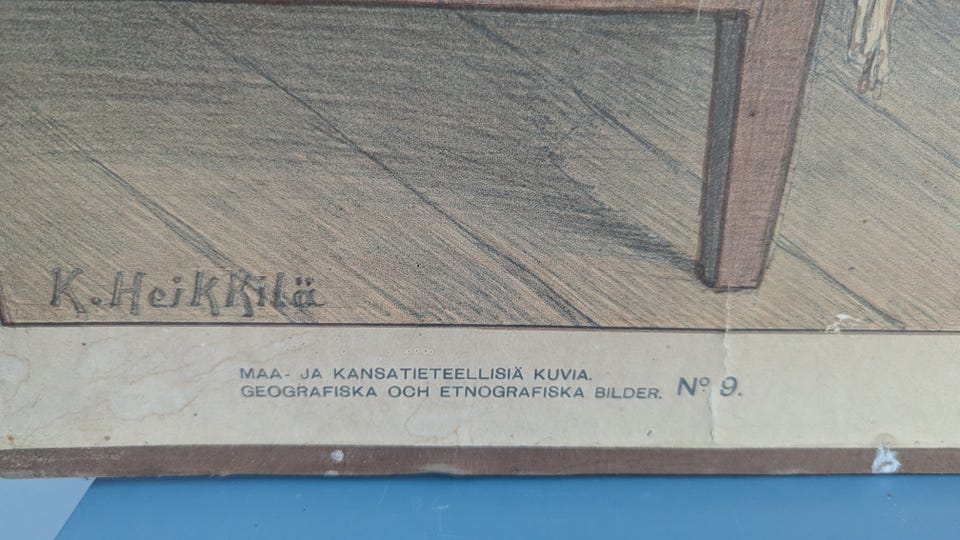 K. Heikkilä
MAA- JA KANSATIETEELLISIÄ KUVIA.
GEOGRAFISKA OCH ETNOGRAFISKA BILDER. Nº 9.